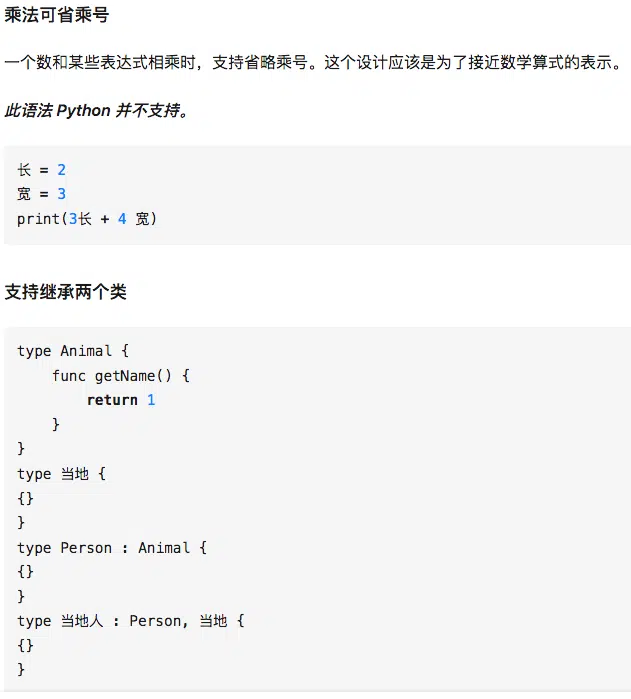 乘法可省乘号
一个数和某些表达式相乘时，支持省略乘号。这个设计应该是为了接近数学算式的表示。
此语法 Python 并不支持。
长 = 2
宽 = 3
print(3长 + 4 宽)
支持继承两个类
type Animal {
    func getName() {
        return 1
    }
}
type 当地 {
{}
}
type Person : Animal {
{}
}
type 当地人 : Person, 当地 {
{}
}